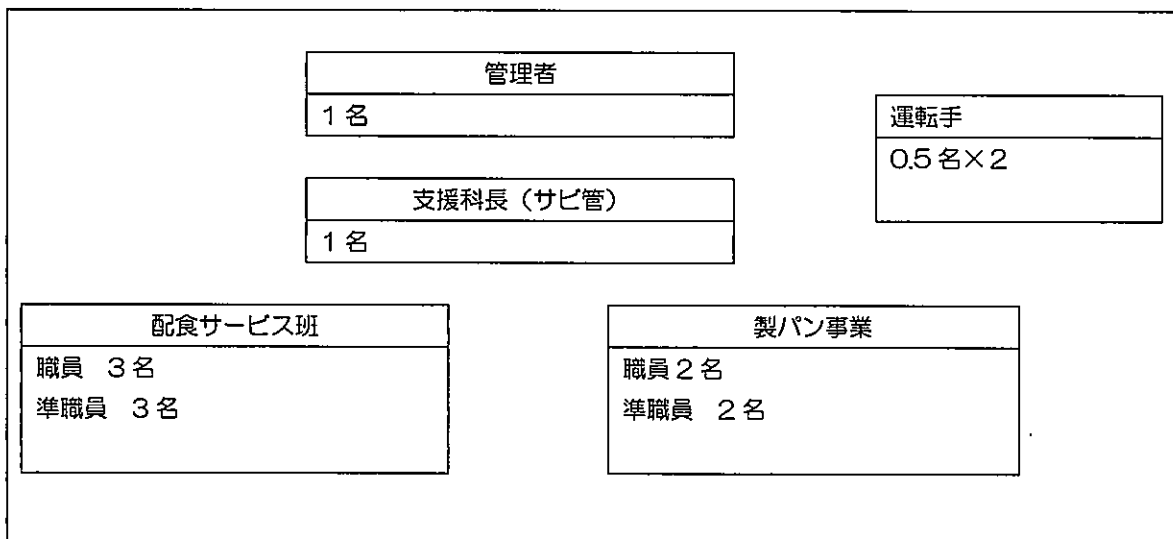 管理者
1名
運転手
0.5名×2
支援科長（サビ管）
1名
配食サービス班
職員　3名
準職員　3名
製パン事業
職員2名
準職員　2名